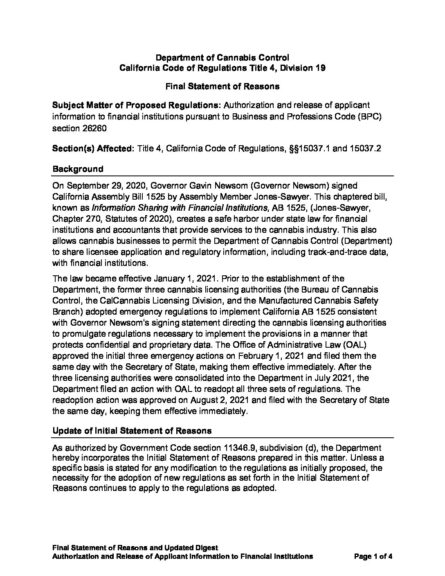 Department of Cannabis Control
California Code of Regulations Title 4, Division 19
Final Statement of Reasons
Subject Matter of Proposed Regulations: Authorization and release of applicant
information to financial institutions pursuant to Business and Professions Code (BPC)
section 26260
Section(s) Affected: Title 4, California Code of Regulations, §§15037.1 and 15037.2
Background
On September 29, 2020, Governor Gavin Newsom (Governor Newsom) signed
California Assembly Bill 1525 by Assembly Member Jones-Sawyer. This chaptered bill,
known as Information Sharing with Financial Institutions, AB 1525, (Jones-Sawyer,
Chapter 270, Statutes of 2020), creates a safe harbor under state law for financial
institutions and accountants that provide services to the cannabis industry. This also
allows cannabis businesses to permit the Department of Cannabis Control (Department)
to share licensee application and regulatory information, including track-and-trace data,
with financial institutions.
The law became effective January 1, 2021. Prior to the establishment of the
Department, the former three cannabis licensing authorities (the Bureau of Cannabis
Control, the CalCannabis Licensing Division, and the Manufactured Cannabis Safety
Branch) adopted emergency regulations to implement California AB 1525 consistent
with Governor Newsom's signing statement directing the cannabis licensing authorities
to promulgate regulations necessary to implement the provisions in a manner that
protects confidential and proprietary data. The Office of Administrative Law (OAL)
approved the initial three emergency actions on February 1, 2021 and filed them the
same day with the Secretary of State, making them effective immediately. After the
three licensing authorities were consolidated into the Department in July 2021, the
Department filed an action with OAL to readopt all three sets of regulations. The
readoption action was approved on August 2, 2021 and filed with the Secretary of State
the same day, keeping them effective immediately.
Update of Initial Statement of Reasons
As authorized by Government Code section 11346.9, subdivision (d), the Department
hereby incorporates the Initial Statement of Reasons prepared in this matter. Unless a
specific basis is stated for any modification to the regulations as initially proposed, the
necessity for the adoption of new regulations as set forth in the Initial Statement of
Reasons continues to apply to the regulations as adopted.
Final Statement of Reasons and Updated Digest
Authorization and Release of Applicant Information to Financial Institutions Page 1 of 4